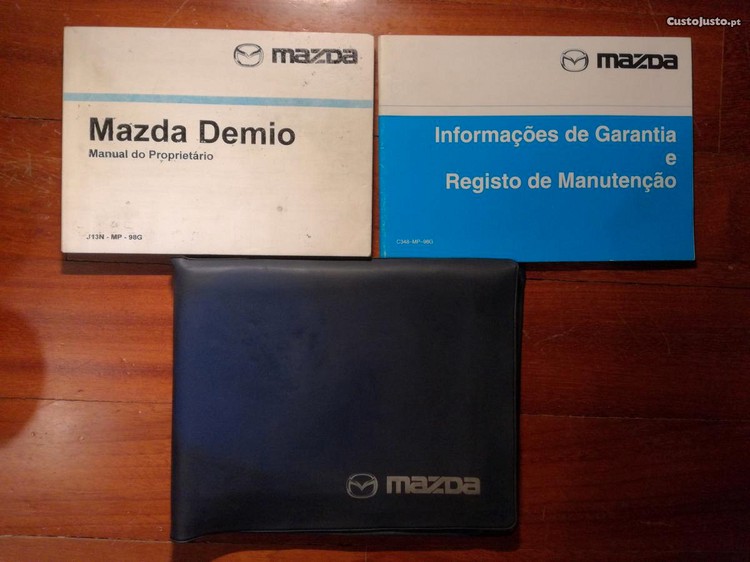 CustoJusto.pt
mazda
Mazda Demio
Manual do Proprietário
J13N - MP - 98G
mazda
Informações de Garantia
e
Registo de Manutenção
mazda